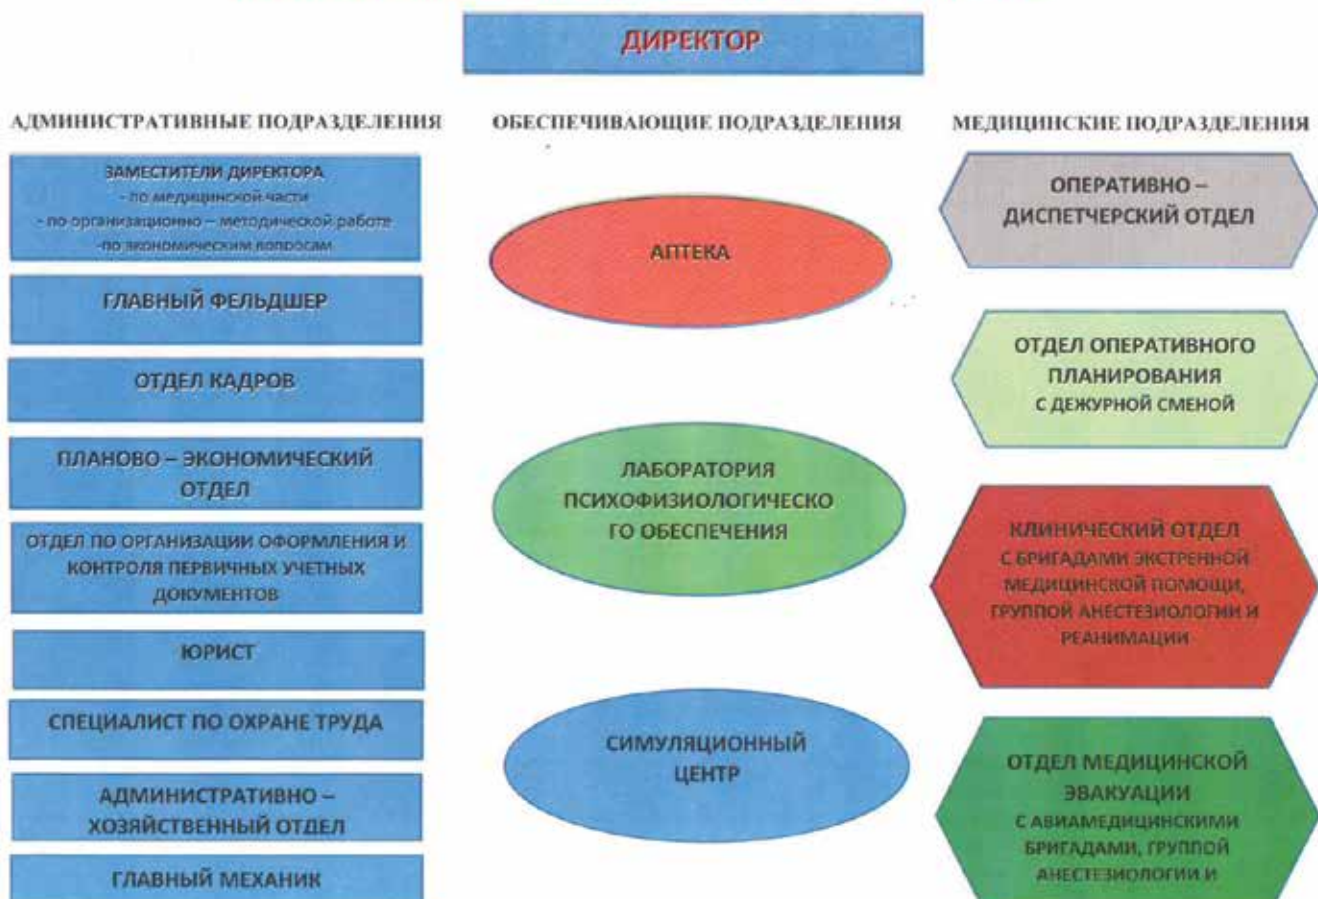 ДИРЕКТОР
АДМИНИСТРАТИВНЫЕ ПОДРАЗДЕЛЕНИЯ
ЗАМЕСТИТЕЛИ ДИРЕКТОРА
- по медицинской части
- по организационно – методической работе
-по экономическим вопросам
ГЛАВНЫЙ ФЕЛЬДШЕР
ОТДЕЛ КАДРОВ
ПЛАНОВО – ЭКОНОМИЧЕСКИЙ
ОТДЕЛ
ОТДЕЛ ПО ОРГАНИЗАЦИИ ОФОРМЛЕНИЯ И
КОНТРОЛЯ ПЕРВИЧНЫХ УЧЕТНЫХ
ДОКУМЕНТОВ
ЮРИСТ
СПЕЦИАЛИСТ ПО ОХРАНЕ ТРУДА
АДМИНИСТРАТИВНО –
ХОЗЯЙСТВЕННЫЙ ОТДЕЛ
ГЛАВНЫЙ МЕХАНИК
ОБЕСПЕЧИВАЮЩИЕ ПОДРАЗДЕЛЕНИЯ
АПТЕКА
ЛАБОРАТОРИЯ
ПСИХОФИЗИОЛОГИЧЕСКО
ГО ОБЕСПЕЧЕНИЯ
СИМУЛЯЦИОННЫЙ
ЦЕНТР
МЕДИЦИНСКИЕ ПОДРАЗДЕЛЕНИЯ
ОПЕРАТИВНО –
ДИСПЕТЧЕРСКИЙ ОТДЕЛ
ОТДЕЛ ОПЕРАТИВНОГО
ПЛАНИРОВАНИЯ
С ДЕЖУРНОЙ СМЕНОЙ
КЛИНИЧЕСКИЙ ОТДЕЛ
С БРИГАДАМИ ЭКСТРЕННОЙ
МЕДИЦИНСКОЙ ПОМОЩИ,
ГРУППОЙ АНЕСТЕЗИОЛОГИИ И
РЕАНИМАЦИИ
ОТДЕЛ МЕДИЦИНСКОЙ
ЭВАКУАЦИИ
С АВИАМЕДИЦИНСКИМИ
БРИГАДАМИ, ГРУППОЙ
АНЕСТЕЗИОЛОГИИ И